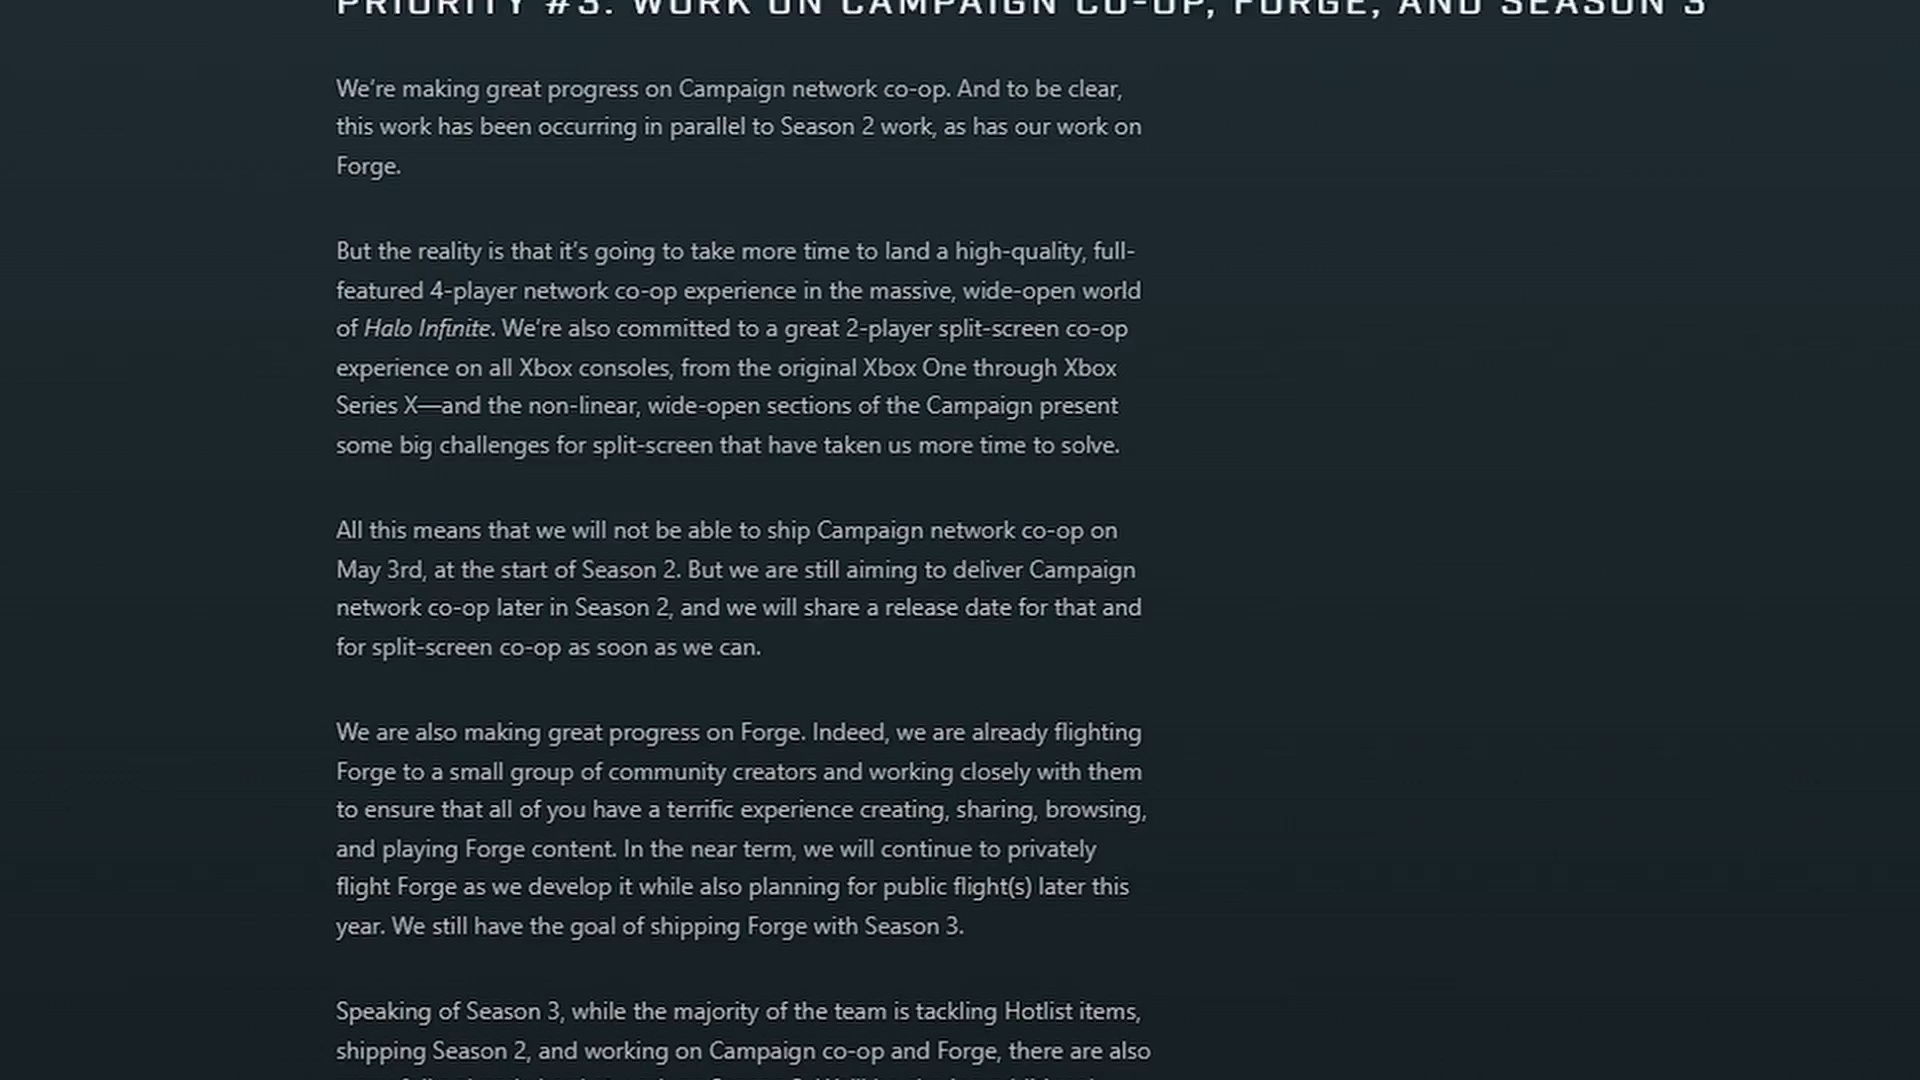 PRIORITY #3: WORK ON CAMPAIGN CO-OP, FORGE, AND SEASON 3
We’re making great progress on Campaign network co-op. And to be clear,
this work has been occurring in parallel to Season 2 work, as has our work on
Forge.
But the reality is that it’s going to take more time to land a high-quality, full-
featured 4-player network co-op experience in the massive, wide-open world
of Halo Infinite. We’re also committed to a great 2-player split-screen co-op
experience on all Xbox consoles, from the original Xbox One through Xbox
Series X—and the non-linear, wide-open sections of the Campaign present
some big challenges for split-screen that have taken us more time to solve.
All this means that we will not be able to ship Campaign network co-op on
May 3rd, at the start of Season 2. But we are still aiming to deliver Campaign
network co-op later in Season 2, and we will share a release date for that and
for split-screen co-op as soon as we can.
We are also making great progress on Forge. Indeed, we are already flighting
Forge to a small group of community creators and working closely with them
to ensure that all of you have a terrific experience creating, sharing, browsing,
and playing Forge content. In the near term, we will continue to privately
flight Forge as we develop it while also planning for public flight(s) later this
year. We still have the goal of shipping Forge with Season 3.
Speaking of Season 3, while the majority of the team is tackling Hotlist items,
shipping Season 2, and working on Campaign co-op and Forge, there are also